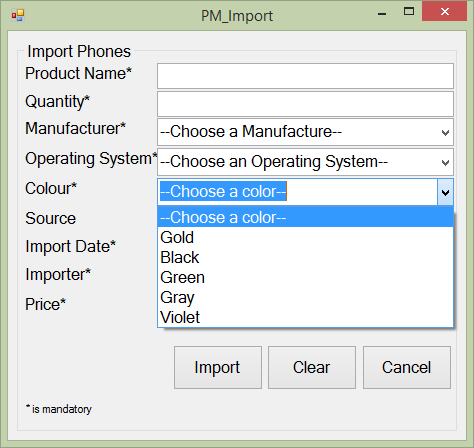 PM_Import
Import Phones
Product Name*
Quantity*
Manufacturer* --Choose a Manufacture--
Operating System* --Choose an Operating System--
Colour* --Choose a color--
Source --Choose a color--
Gold
Import Date* Black
Importer* Green
Gray
Price* Violet
Import Clear Cancel
* is mandatory